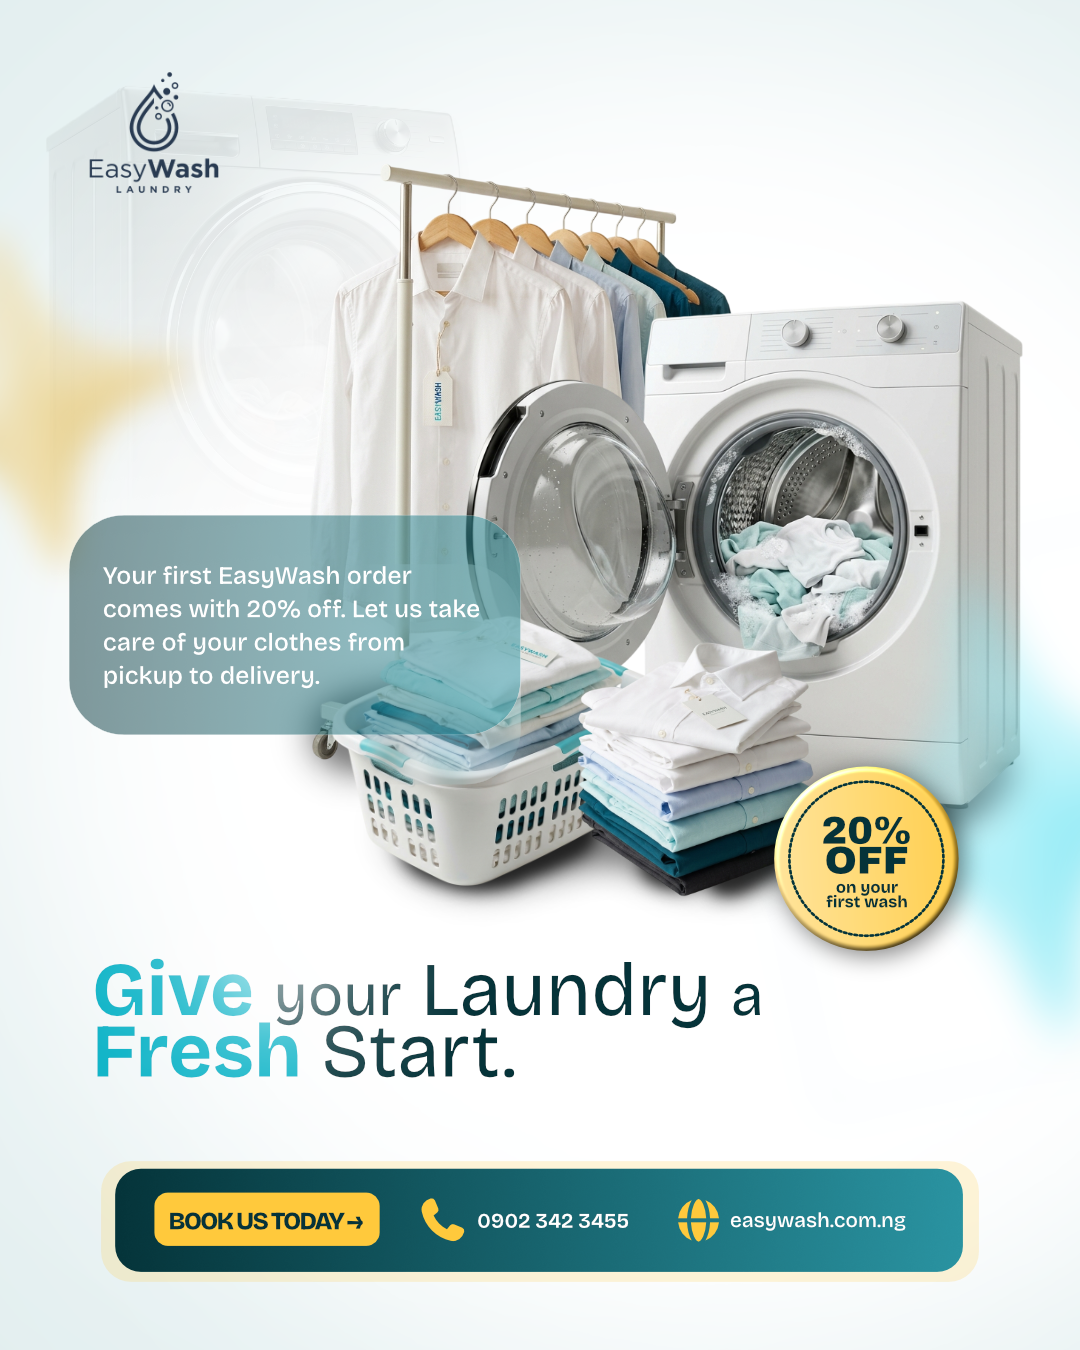 EasyWash
LAUNDRY
EASYWASH
Your first EasyWash order
comes with 20% off. Let us take
care of your clothes from
pickup to delivery.
EASYWASH
20%
OFF
on your
first wash
Give your Laundry a
Fresh Start.
BOOK US TODAY →
0902 342 3455
easywash.com.ng